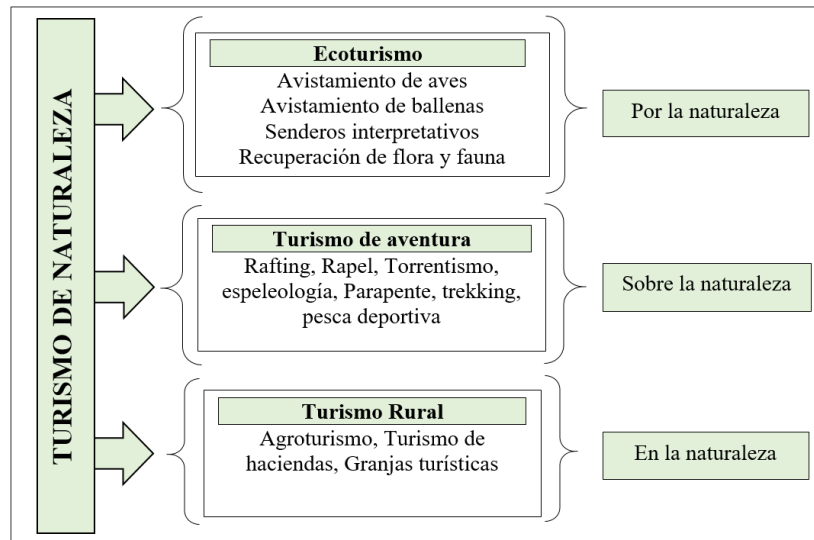 TURISMO DE NATURALEZA
Ecoturismo
Avistamiento de aves
Avistamiento de ballenas
Senderos interpretativos
Recuperación de flora y fauna
Por la naturaleza
Turismo de aventura
Rafting, Rapel, Torrentismo,
espeleología, Parapente, trekking,
pesca deportiva
Sobre la naturaleza
Turismo Rural
Agroturismo, Turismo de
haciendas, Granjas turísticas
En la naturaleza